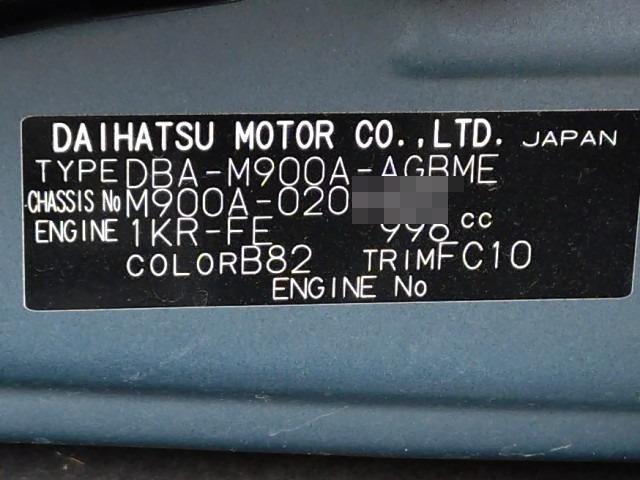 DAIHATSU MOTOR CO.,LTD. JAPAN
TYPE DBA-M900A-AGBME
CHASSIS No M900A-020
ENGINE 1KR-FE 996 cc
COLOR B82 TRIM FC10
ENGINE No